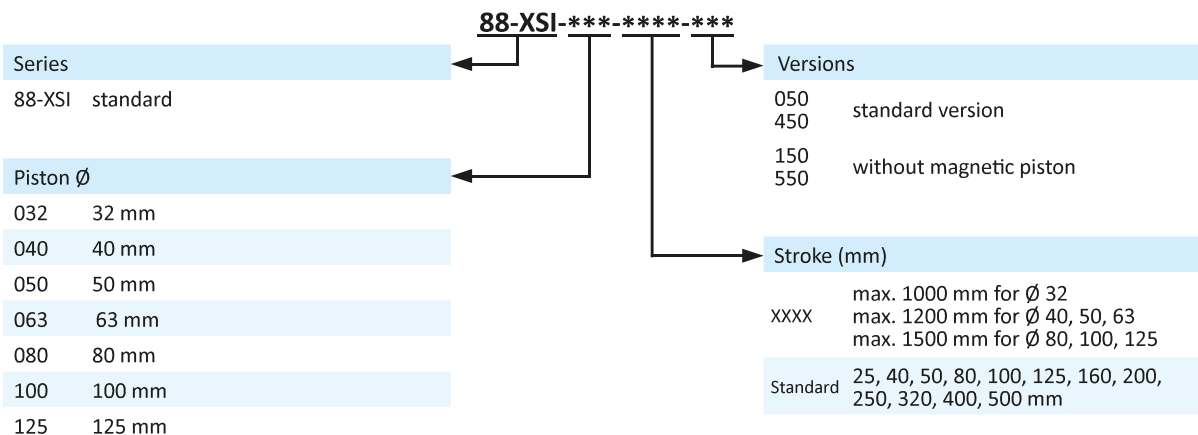 88-XSI-***-****-***
Series
88-XSI standard
Piston Ø
032 32 mm
040 40 mm
050 50 mm
063 63 mm
080 80 mm
100 100 mm
125 125 mm
Versions
050
450
standard version
150
550
without magnetic piston
Stroke (mm)
XXXX
max. 1000 mm for Ø 32
max. 1200 mm for Ø 40, 50, 63
max. 1500 mm for Ø 80, 100, 125
Standard
25, 40, 50, 80, 100, 125, 160, 200,
250, 320, 400, 500 mm